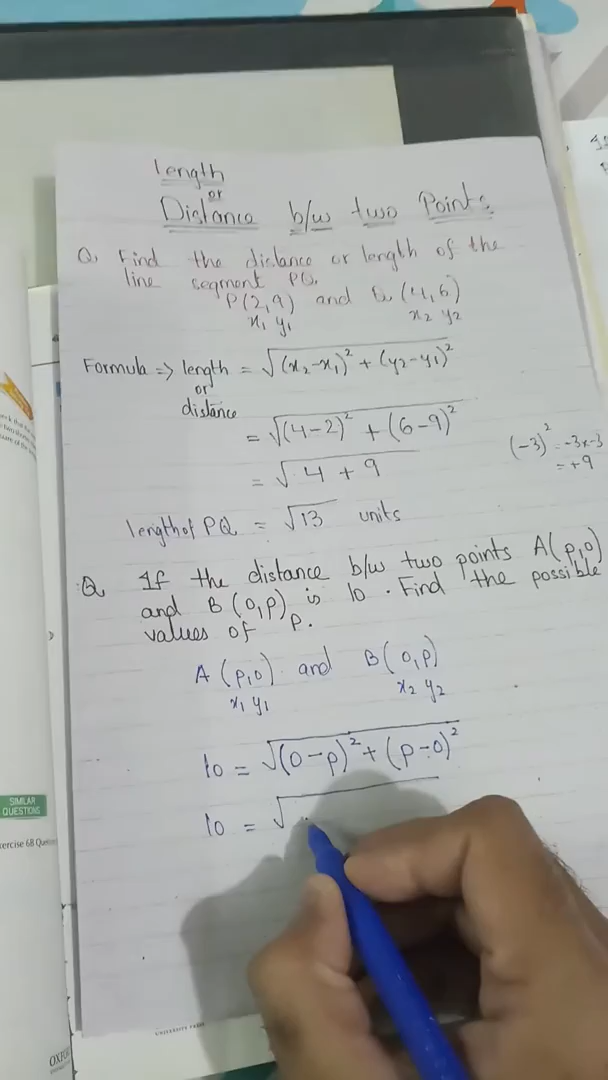 Length
or
Distance b/w two Points
Q. Find the distance or length of the
line segment PQ.
P(2,9) and Q(4,6)
x₁ y₁ x₂ y₂
Formula => length = √(x₂-x₁)² + (y₂-y₁)²
or
distance
= √(4-2)² + (6-9)²
(-3)² = -3x-3
= +9
= √4 + 9
length of PQ = √13 units
Q If the distance b/w two points A(p,0)
and B(0,p) is 10. Find the possible
values of p.
A(p,0) and B(0,p)
x₁ y₁ x₂ y₂
10 = √(0-p)² + (p-0)²
10 = √
SIMILAR
QUESTIONS
UNIVERSITY PRESS